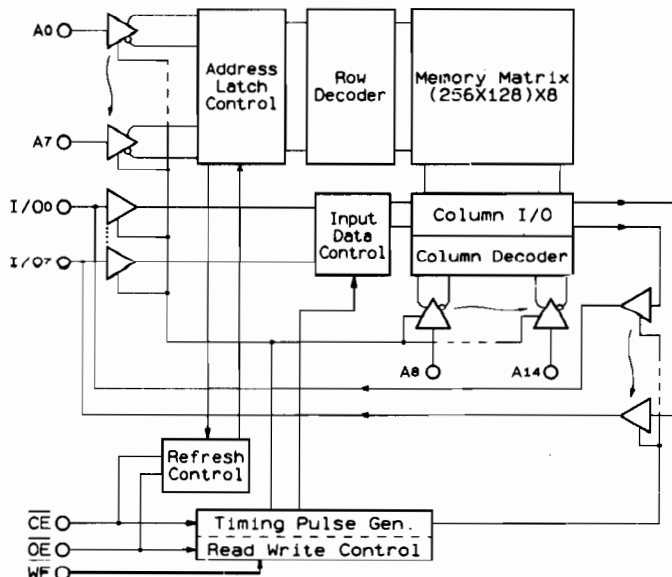 A0
A7
Address
Latch
Control
Row
Decoder
Memory Matrix
(256X128)X8
I/O0
I/O7
Input
Data
Control
Column I/O
Column Decoder
A8
A14
Refresh
Control
CE
OE
WE
Timing Pulse Gen.
Read Write Control